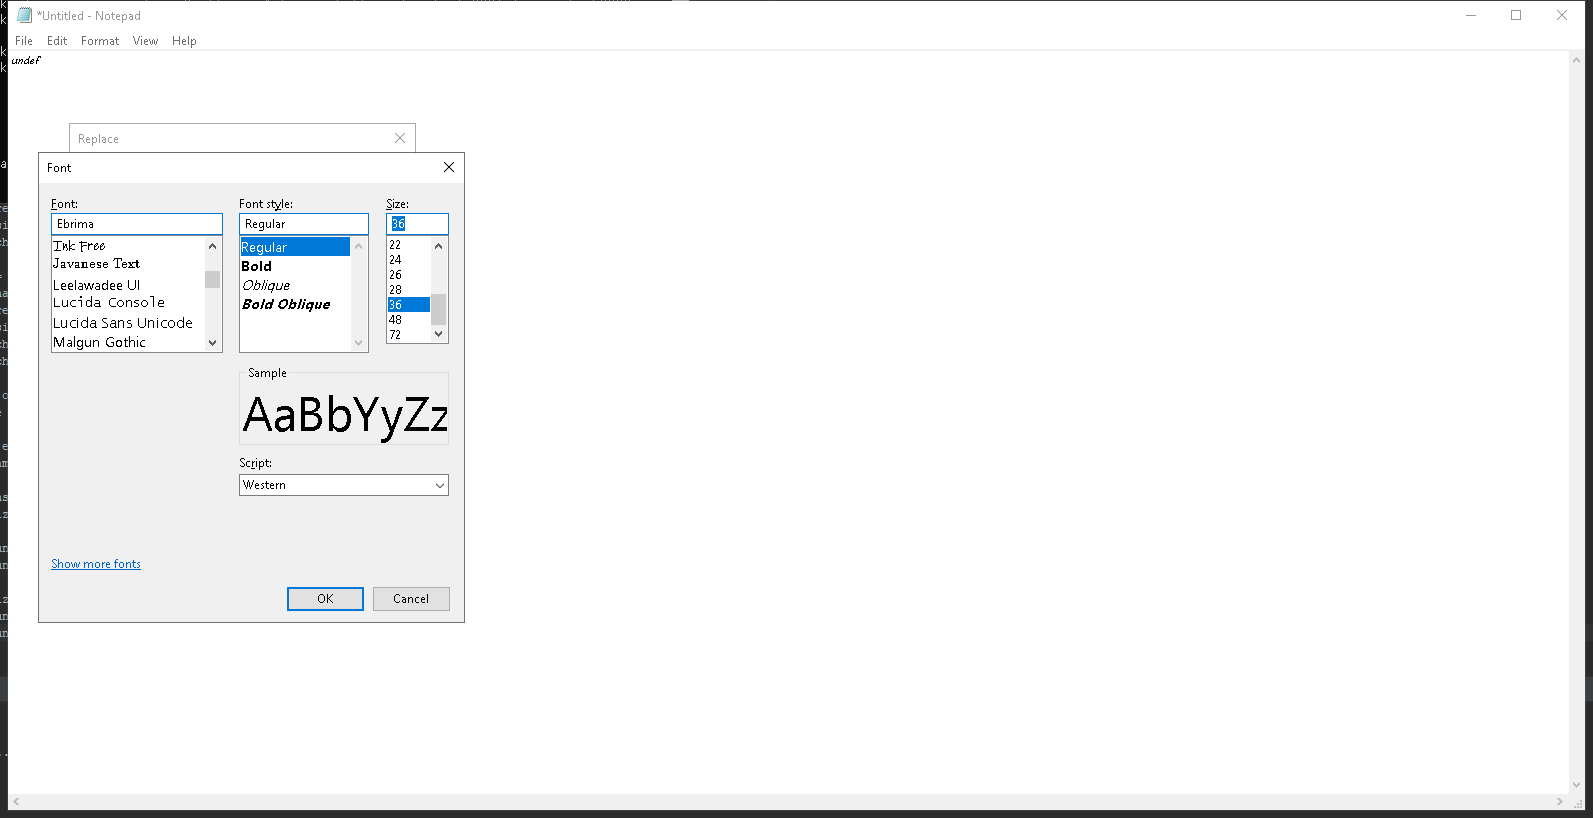 *Untitled - Notepad
File Edit Format View Help
undef
Replace
Font
Font:
Ebrima
Ink Free
Javanese Text
Leelawadee UI
Lucida Console
Lucida Sans Unicode
Malgun Gothic
Font style:
Regular
Regular
Bold
Oblique
Bold Oblique
Size:
36
22
24
26
28
36
48
72
Sample
AaBbYyZz
Script:
Western
Show more fonts
OK Cancel